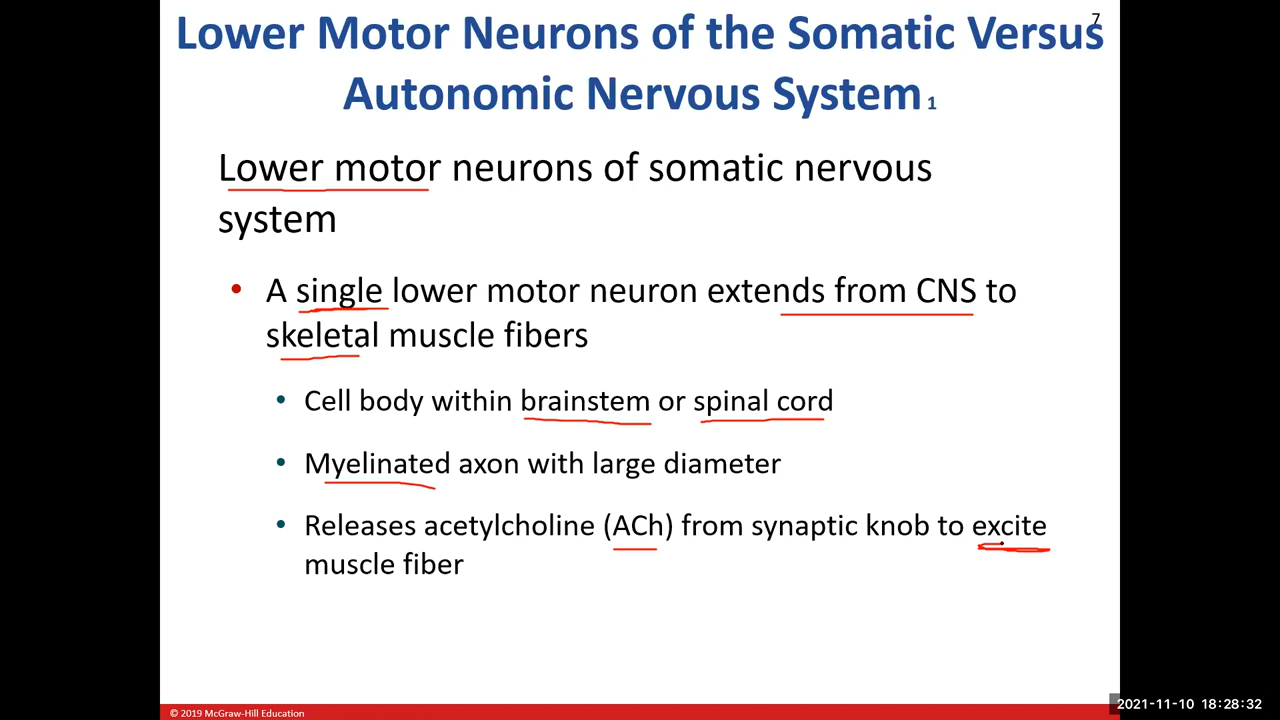 7
Lower Motor Neurons of the Somatic Versus
Autonomic Nervous System 1
Lower motor neurons of somatic nervous
system
• A single lower motor neuron extends from CNS to
skeletal muscle fibers
• Cell body within brainstem or spinal cord
• Myelinated axon with large diameter
• Releases acetylcholine (ACh) from synaptic knob to excite
muscle fiber
© 2019 McGraw-Hill Education
2021-11-10 18:28:32